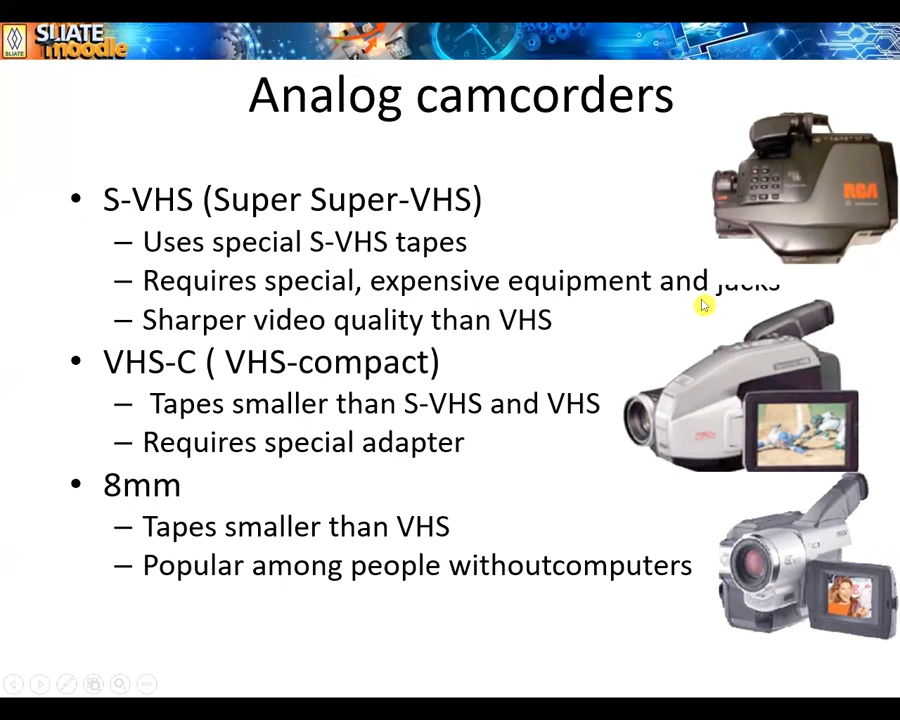 SLIATE
SLIATE
moodle
Analog camcorders
• S-VHS (Super Super-VHS)
– Uses special S-VHS tapes
– Requires special, expensive equipment and jacks
– Sharper video quality than VHS
RCA
• VHS-C ( VHS-compact)
– Tapes smaller than S-VHS and VHS
– Requires special adapter
• 8mm
– Tapes smaller than VHS
– Popular among people withoutcomputers